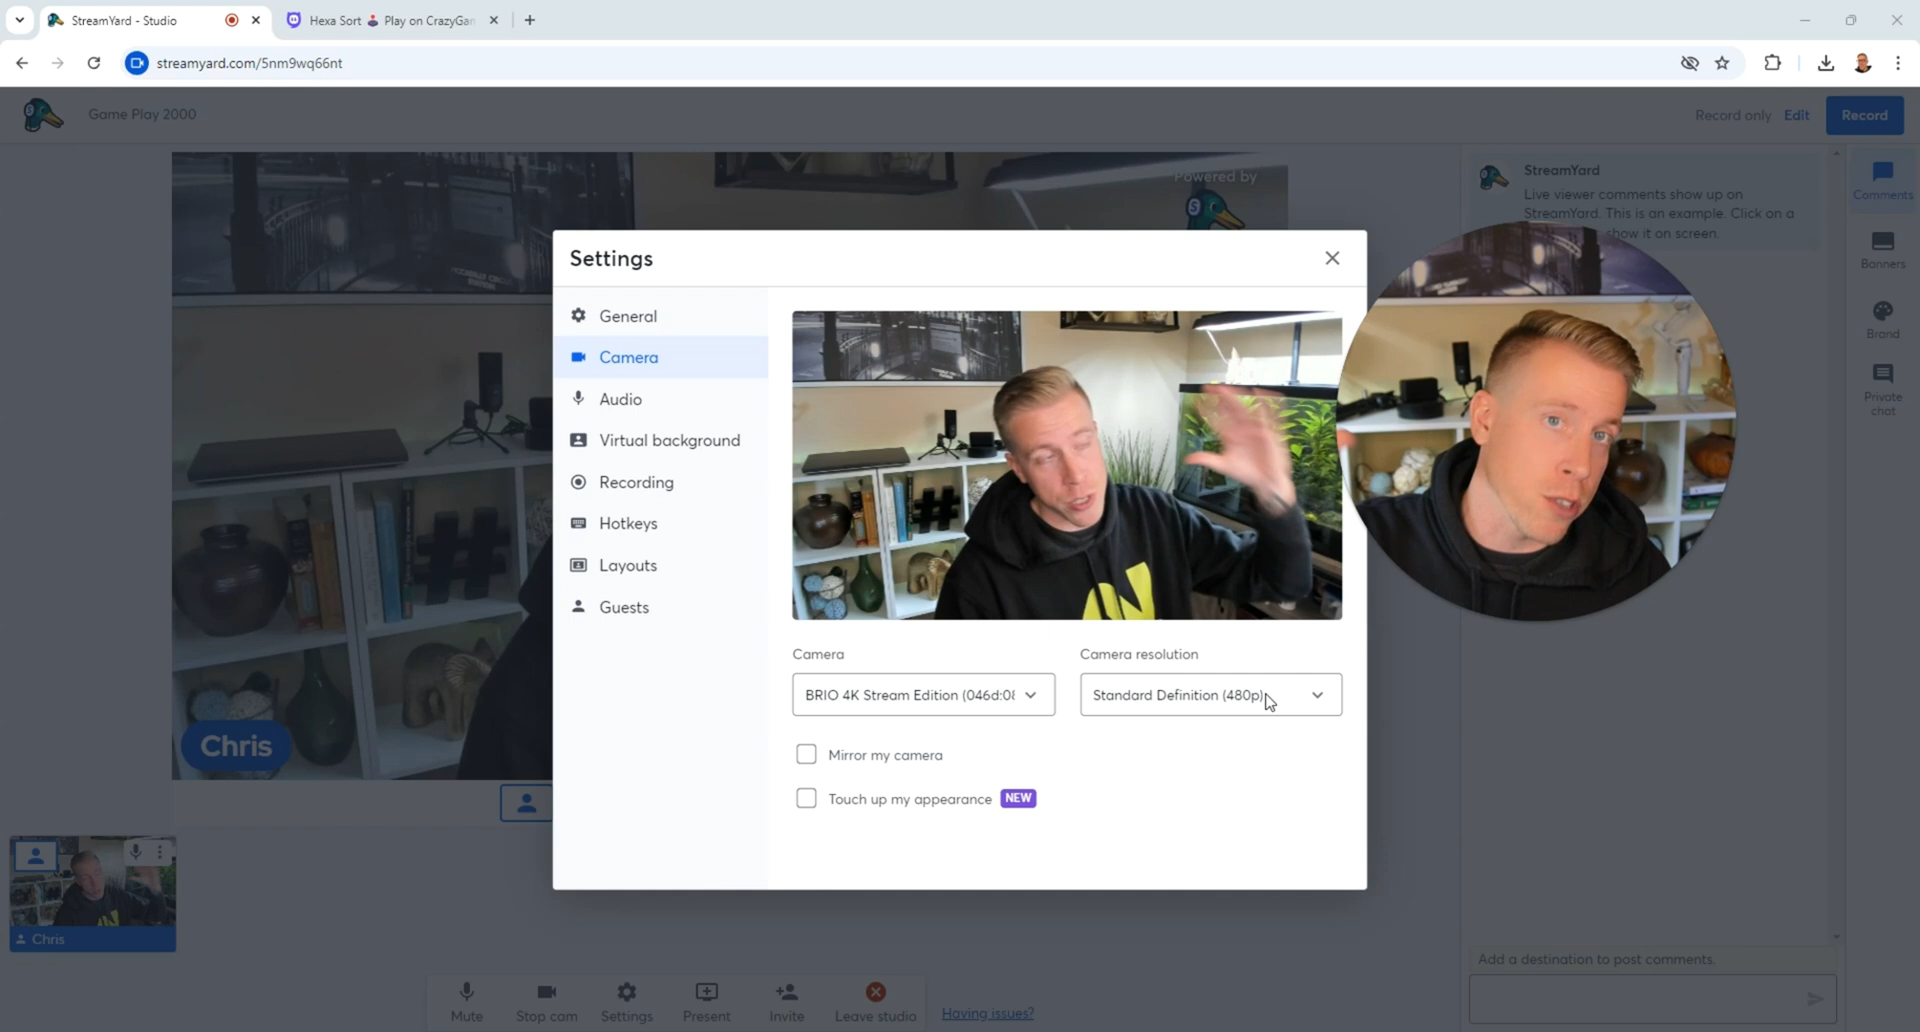 StreamYard - Studio
Hexa Sort Play on CrazyGan
streamyard.com/5nm9wq66nt
Game Play 2000
Record only Edit Record
Powered by
StreamYard
Live viewer comments show up on
StreamYard. This is an example. Click on a
show it on screen.
Comments
Banners
Brand
Private
chat
Settings
General
Camera
Audio
Virtual background
Recording
Hotkeys
Layouts
Guests
Camera
BRIO 4K Stream Edition (046d:08
Camera resolution
Standard Definition (480p)
Mirror my camera
Touch up my appearance NEW
Chris
Chris
Add a destination to post comments.
Mute
Stop cam
Settings
Present
Invite
Leave studio
Having issues?